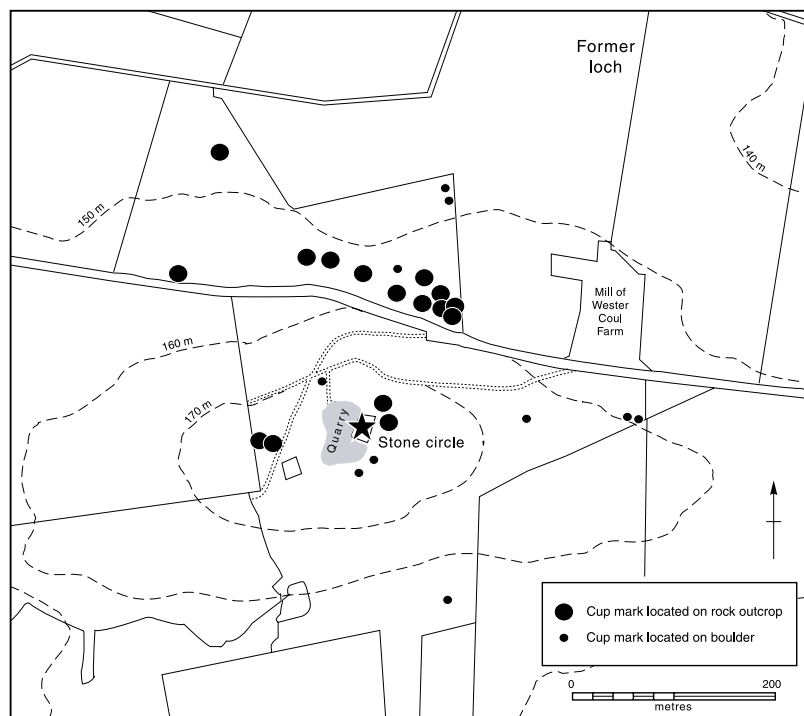 Former
loch
140 m
150 m
Mill of
Wester
Coul
Farm
160 m
170 m
Quarry
Stone circle
Cup mark located on rock outcrop
Cup mark located on boulder
0 200
metres